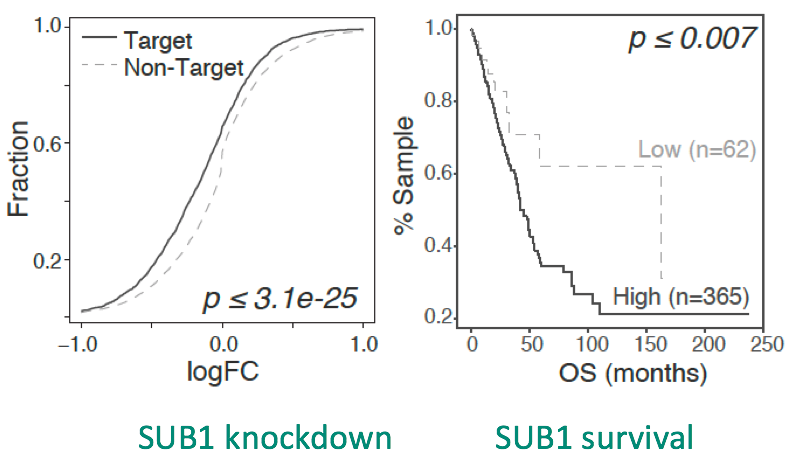 1.0
0.6
0.2
Fraction
Target
Non-Target
p ≤ 3.1e-25
−1.0
0.0
1.0
logFC
SUB1 knockdown
1.0
0.8
0.6
0.4
0.2
% Sample
p ≤ 0.007
Low (n=62)
High (n=365)
0
50
100
150
200
250
OS (months)
SUB1 survival